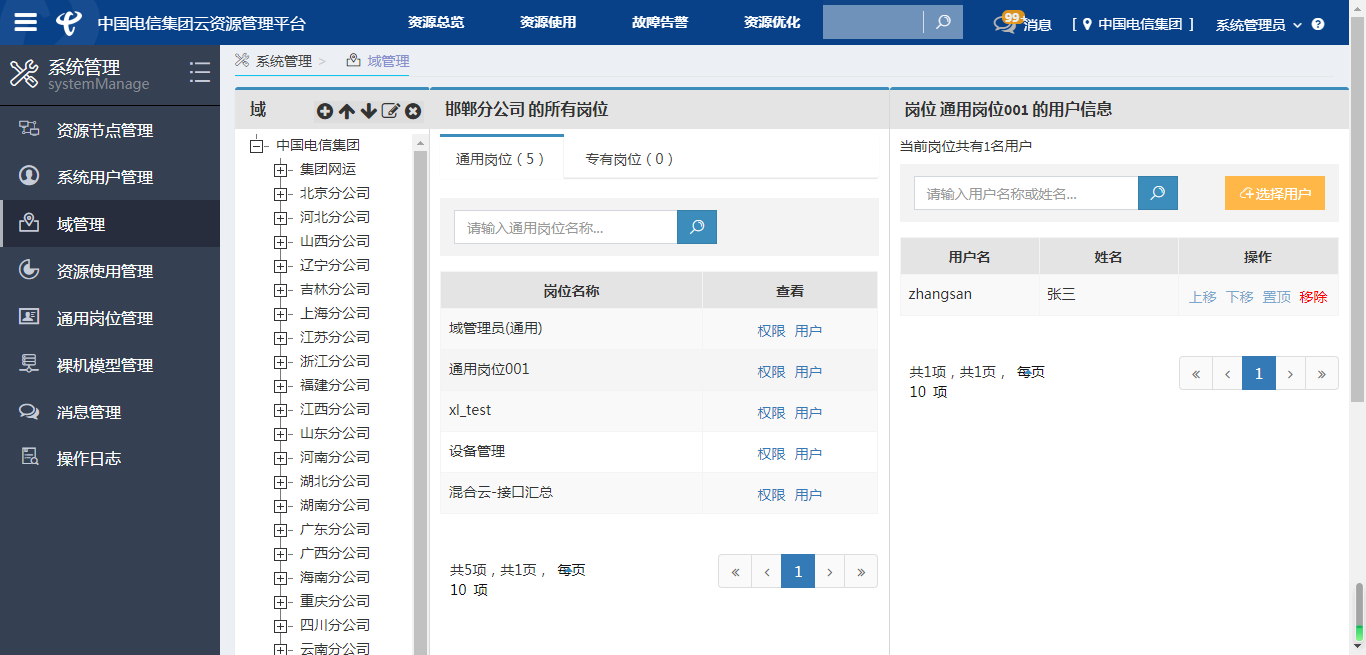 中国电信集团云资源管理平台
资源总览 资源使用 故障告警 资源优化
99
消息 [ 中国电信集团 ] 系统管理员
系统管理
systemManage
资源节点管理
系统用户管理
域管理
资源使用管理
通用岗位管理
裸机模型管理
消息管理
操作日志
系统管理 > 域管理
域
中国电信集团
集团网运
北京分公司
河北分公司
山西分公司
辽宁分公司
吉林分公司
上海分公司
江苏分公司
浙江分公司
福建分公司
江西分公司
山东分公司
河南分公司
湖北分公司
湖南分公司
广东分公司
广西分公司
海南分公司
重庆分公司
四川分公司
云南分公司
邯郸分公司 的所有岗位
通用岗位 ( 5 ) 专有岗位 ( 0 )
请输入通用岗位名称...
岗位名称 查看
域管理员(通用) 权限 用户
通用岗位001 权限 用户
xl_test 权限 用户
设备管理 权限 用户
混合云-接口汇总 权限 用户
共5项，共1页， 每页
10 项
« ‹ 1 › »
岗位 通用岗位001 的用户信息
当前岗位共有1名用户
请输入用户名称或姓名...
选择用户
用户名 姓名 操作
zhangsan 张三 上移 下移 置顶 移除
共1项，共1页， 每页
10 项
« ‹ 1 › »